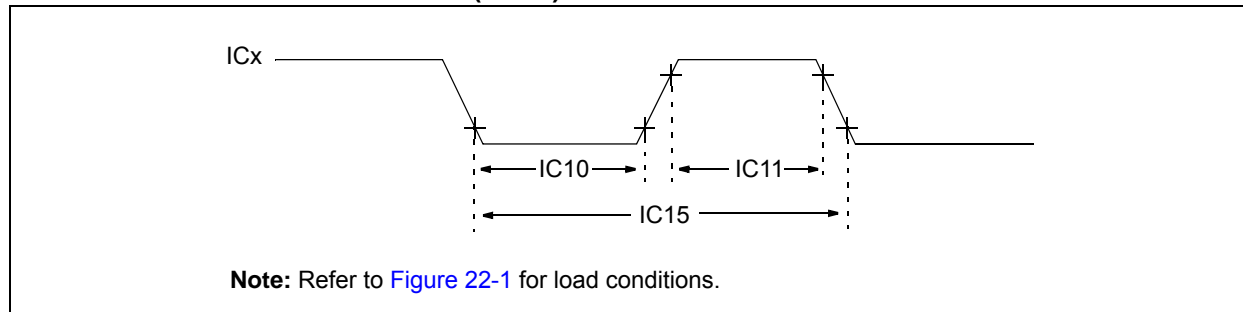 ICx
IC10
IC11
IC15
Note: Refer to Figure 22-1 for load conditions.